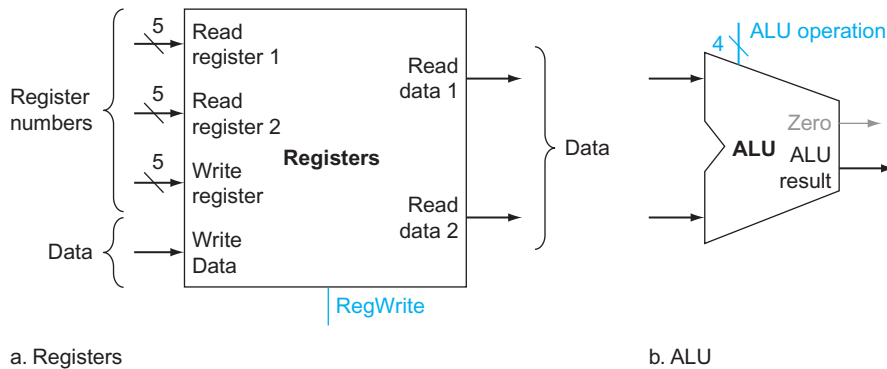 5
Read
register 1
5
Read
register 2
5
Write
register
Write
Data
Register
numbers
Data
Registers
Read
data 1
Read
data 2
RegWrite
Data
4
ALU operation
Zero
ALU
ALU
result
a. Registers
b. ALU